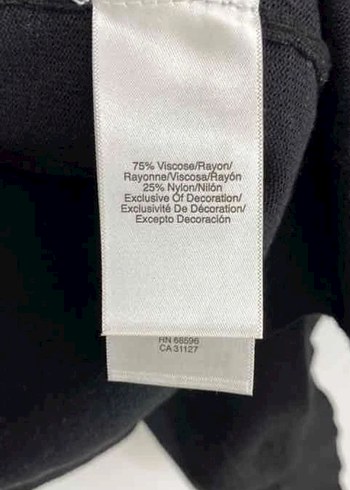 75% Viscose/Rayon/
Rayonne/Viscosa/Rayón
25% Nylon/Nilón
Exclusive Of Decoration/
Exclusivité De Décoration/
Excepto Decoración
RN 68596
CA 31127